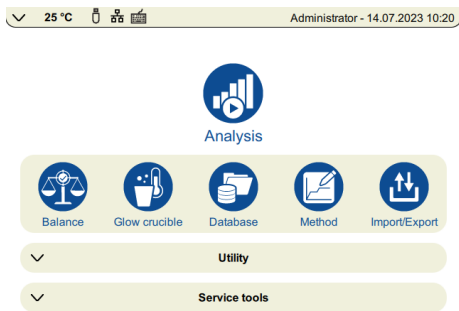 25 °C Administrator - 14.07.2023 10:20
Analysis
Balance Glow crucible Database Method Import/Export
Utility
Service tools